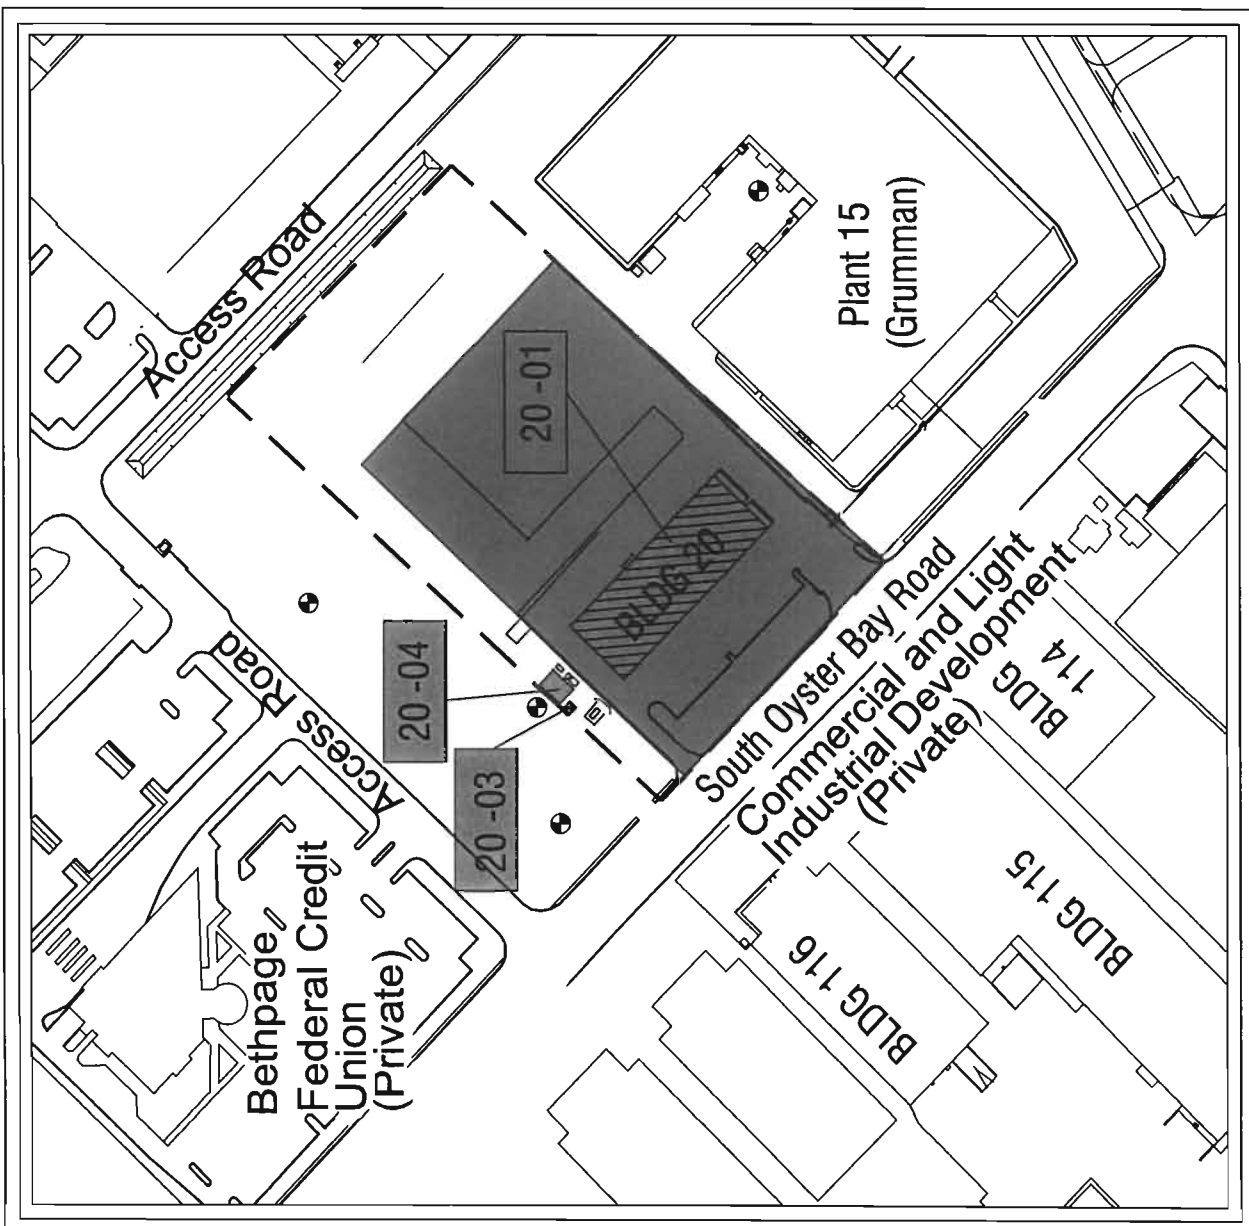 Access Road
Access Road
Bethpage
Federal Credit
Union
(Private)
20 -04
20 -03
20 -01
BLDG 20
Plant 15
(Grumman)
South Oyster Bay Road
Commercial and Light
Industrial Development
(Private)
BLDG
114
BLDG 115
BLDG 116